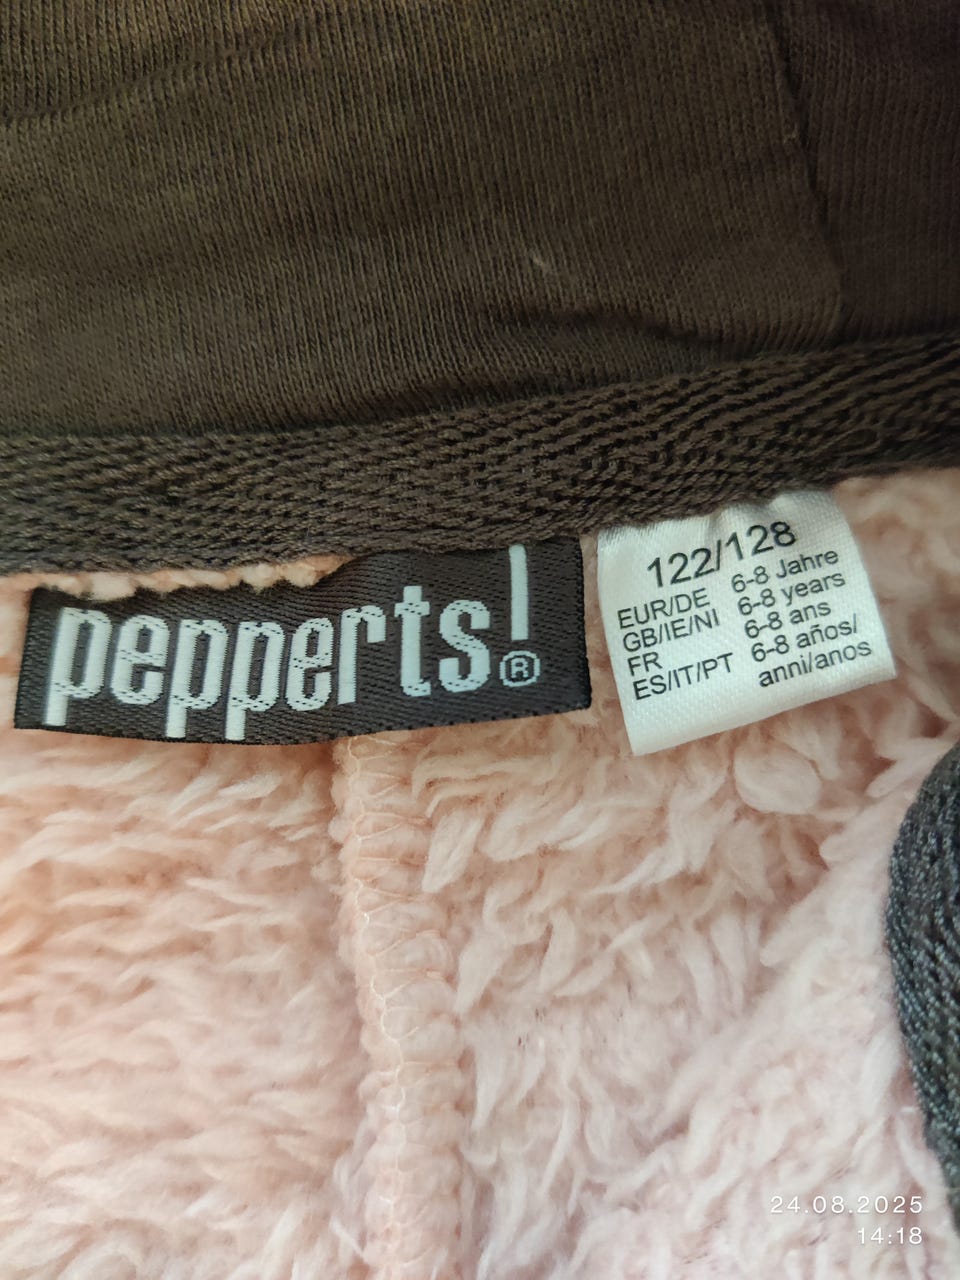 pepperts!®
122/128
EUR/DE 6-8 Jahre
GB/IE/NI 6-8 years
FR 6-8 ans
ES/IT/PT 6-8 años/
anni/anos
24.08.2025
14:18